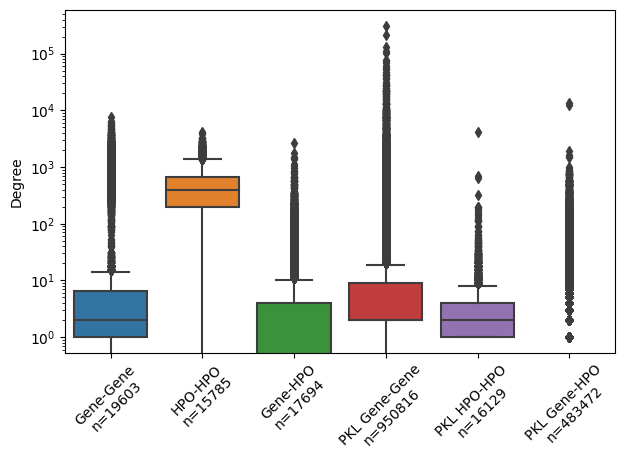 Degree
10⁵
10⁴
10³
10²
10¹
10⁰
Gene-Gene
n=19603
HPO-HPO
n=15785
Gene-HPO
n=17694
PKL Gene-Gene
n=950816
PKL HPO-HPO
n=16129
PKL Gene-HPO
n=483472